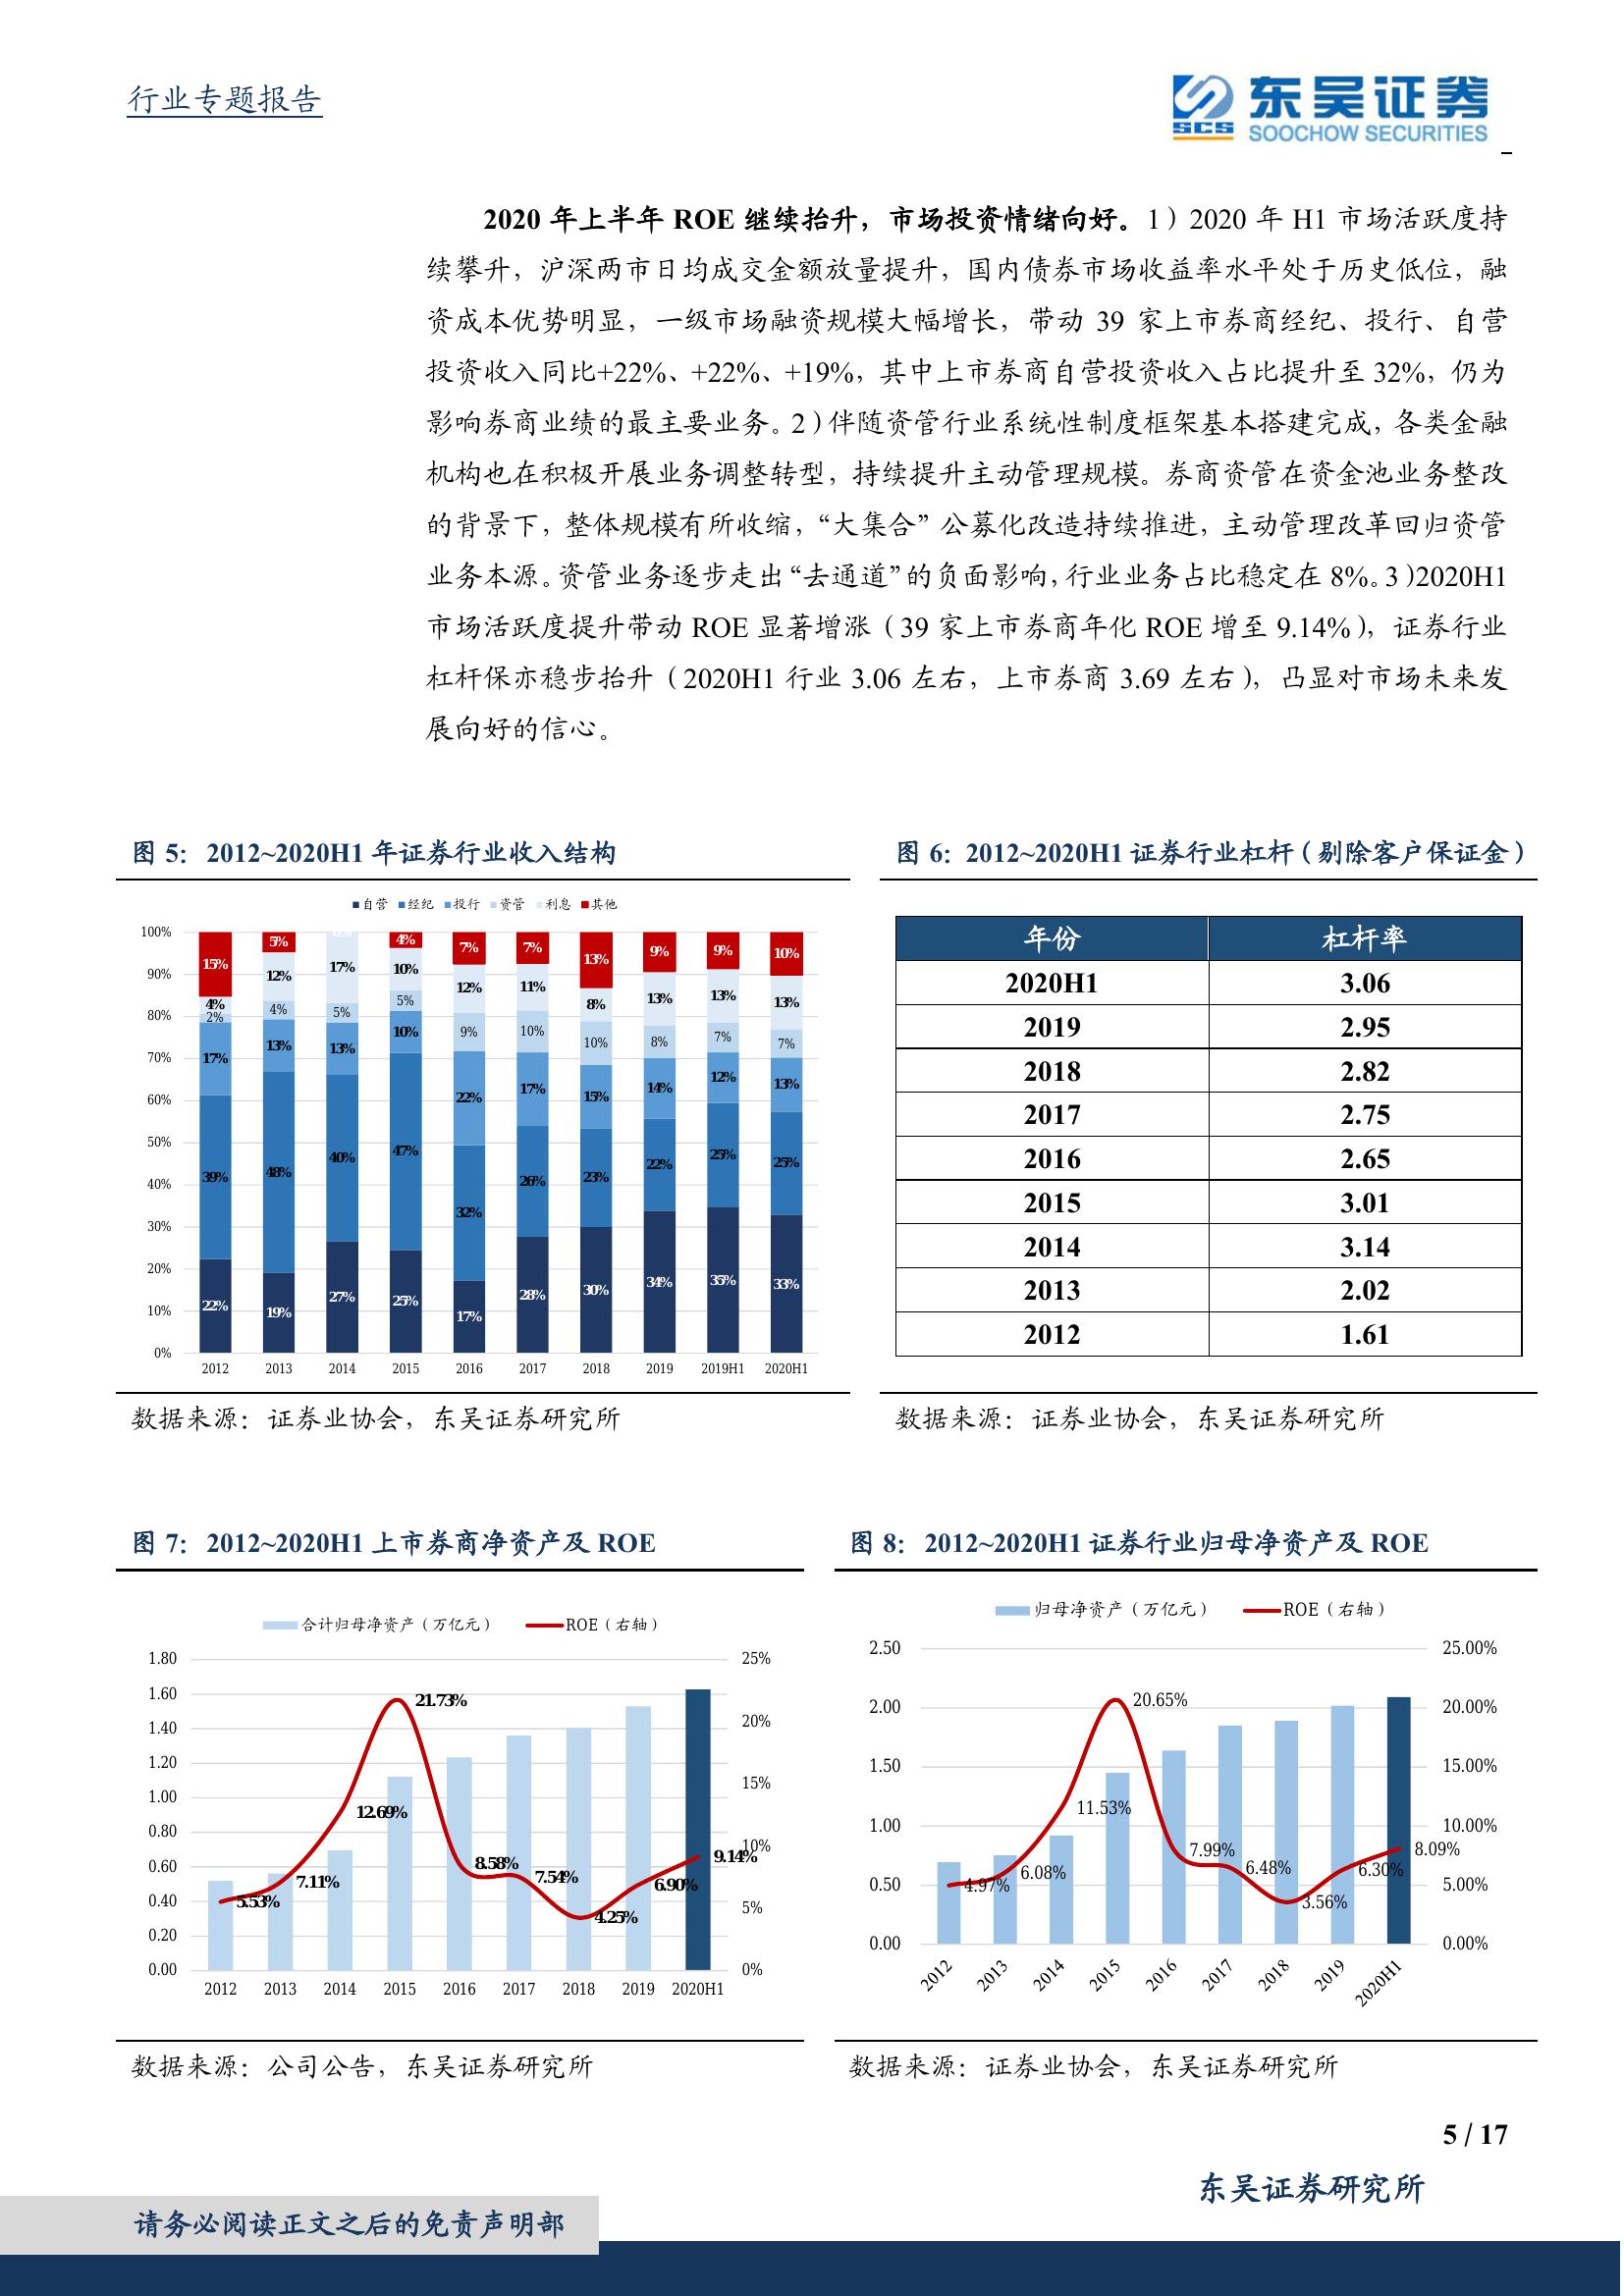 行业专题报告
东吴证券
SCS
SOOCHOW SECURITIES
2020 年上半年 ROE 继续抬升，市场投资情绪向好。1）2020 年 H1 市场活跃度持
续攀升，沪深两市日均成交金额放量提升，国内债券市场收益率水平处于历史低位，融
资成本优势明显，一级市场融资规模大幅增长，带动 39 家上市券商经纪、投行、自营
投资收入同比+22%、+22%、+19%，其中上市券商自营投资收入占比提升至 32%，仍为
影响券商业绩的最主要业务。2）伴随资管行业系统性制度框架基本搭建完成，各类金融
机构也在积极开展业务调整转型，持续提升主动管理规模。券商资管在资金池业务整改
的背景下，整体规模有所收缩，“大集合”公募化改造持续推进，主动管理改革回归资管
业务本源。资管业务逐步走出“去通道”的负面影响，行业业务占比稳定在 8%。3）2020H1
市场活跃度提升带动 ROE 显著增涨（39 家上市券商年化 ROE 增至 9.14%），证券行业
杠杆保亦稳步抬升（2020H1 行业 3.06 左右，上市券商 3.69 左右），凸显对市场未来发
展向好的信心。
图 5： 2012~2020H1 年证券行业收入结构
自营 经纪 投行 资管 利息 其他
100%
90%
80%
70%
60%
50%
40%
30%
20%
10%
0%
15% 5% 4% 7% 7% 13% 9% 9% 10%
4% 12% 17% 10% 12% 11% 8% 13% 13% 13%
2% 4% 5% 5% 9% 10% 10% 8% 7% 7%
17% 13% 13% 10% 22% 17% 15% 14% 12% 13%
39% 48% 40% 47% 32% 26% 23% 22% 25% 25%
22% 19% 27% 25% 17% 28% 30% 34% 35% 33%
2012 2013 2014 2015 2016 2017 2018 2019 2019H1 2020H1
数据来源：证券业协会，东吴证券研究所
图 6：2012~2020H1 证券行业杠杆（剔除客户保证金）
年份 杠杆率
2020H1 3.06
2019 2.95
2018 2.82
2017 2.75
2016 2.65
2015 3.01
2014 3.14
2013 2.02
2012 1.61
数据来源：证券业协会，东吴证券研究所
图 7： 2012~2020H1 上市券商净资产及 ROE
合计归母净资产（万亿元） ROE（右轴）
1.80
1.60
1.40
1.20
1.00
0.80
0.60
0.40
0.20
0.00
25%
20%
15%
10%
5%
0%
5.53% 7.11% 12.69% 21.73% 8.58% 7.54% 4.25% 6.90% 9.14%
2012 2013 2014 2015 2016 2017 2018 2019 2020H1
数据来源：公司公告，东吴证券研究所
图 8： 2012~2020H1 证券行业归母净资产及 ROE
归母净资产（万亿元） ROE（右轴）
2.50
2.00
1.50
1.00
0.50
0.00
25.00%
20.00%
15.00%
10.00%
5.00%
0.00%
4.97% 6.08% 11.53% 20.65% 7.99% 6.48% 3.56% 6.30% 8.09%
2012 2013 2014 2015 2016 2017 2018 2019 2020H1
数据来源：证券业协会，东吴证券研究所
5 / 17
东吴证券研究所
请务必阅读正文之后的免责声明部